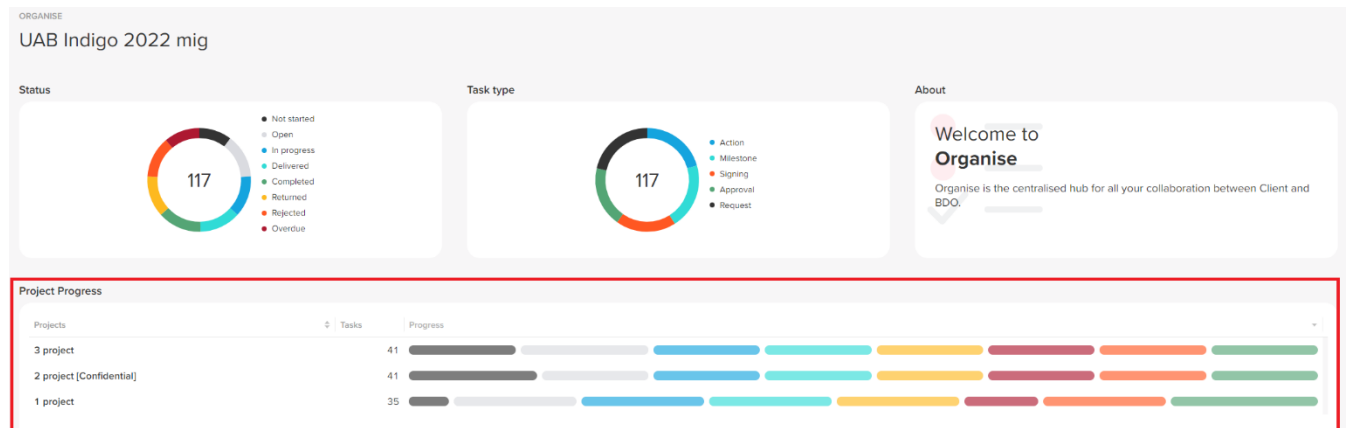 ORGANISE
UAB Indigo 2022 mig
Status
117
Not started
Open
In progress
Delivered
Completed
Returned
Rejected
Overdue
Task type
117
Action
Milestone
Signing
Approval
Request
About
Welcome to
Organise
Organise is the centralised hub for all your collaboration between Client and
BDO.
Project Progress
Projects Tasks Progress
3 project 41
2 project [Confidential] 41
1 project 35